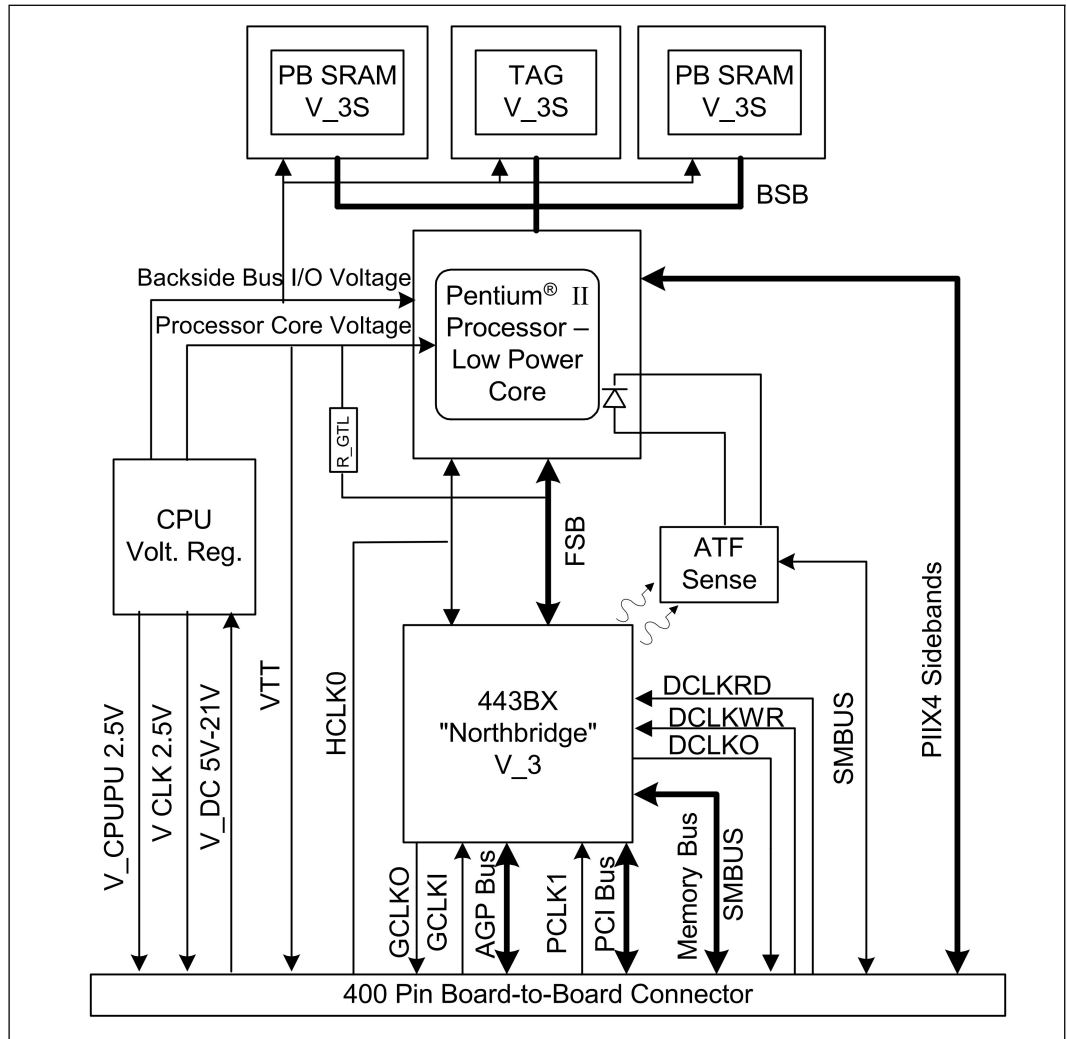 PB SRAM
V_3S
TAG
V_3S
PB SRAM
V_3S
BSB
Backside Bus I/O Voltage
Processor Core Voltage
Pentium® II
Processor –
Low Power
Core
R_GTL
CPU
Volt. Reg.
FSB
ATF
Sense
PIIX4 Sidebands
VTT
HCLK0
443BX
"Northbridge"
V_3
DCLKRD
DCLKWR
DCLKO
SMBUS
V_CPUPU 2.5V
V CLK 2.5V
V_DC 5V-21V
GCLKO
GCLKI
AGP Bus
PCLK1
PCI Bus
Memory Bus
SMBUS
400 Pin Board-to-Board Connector